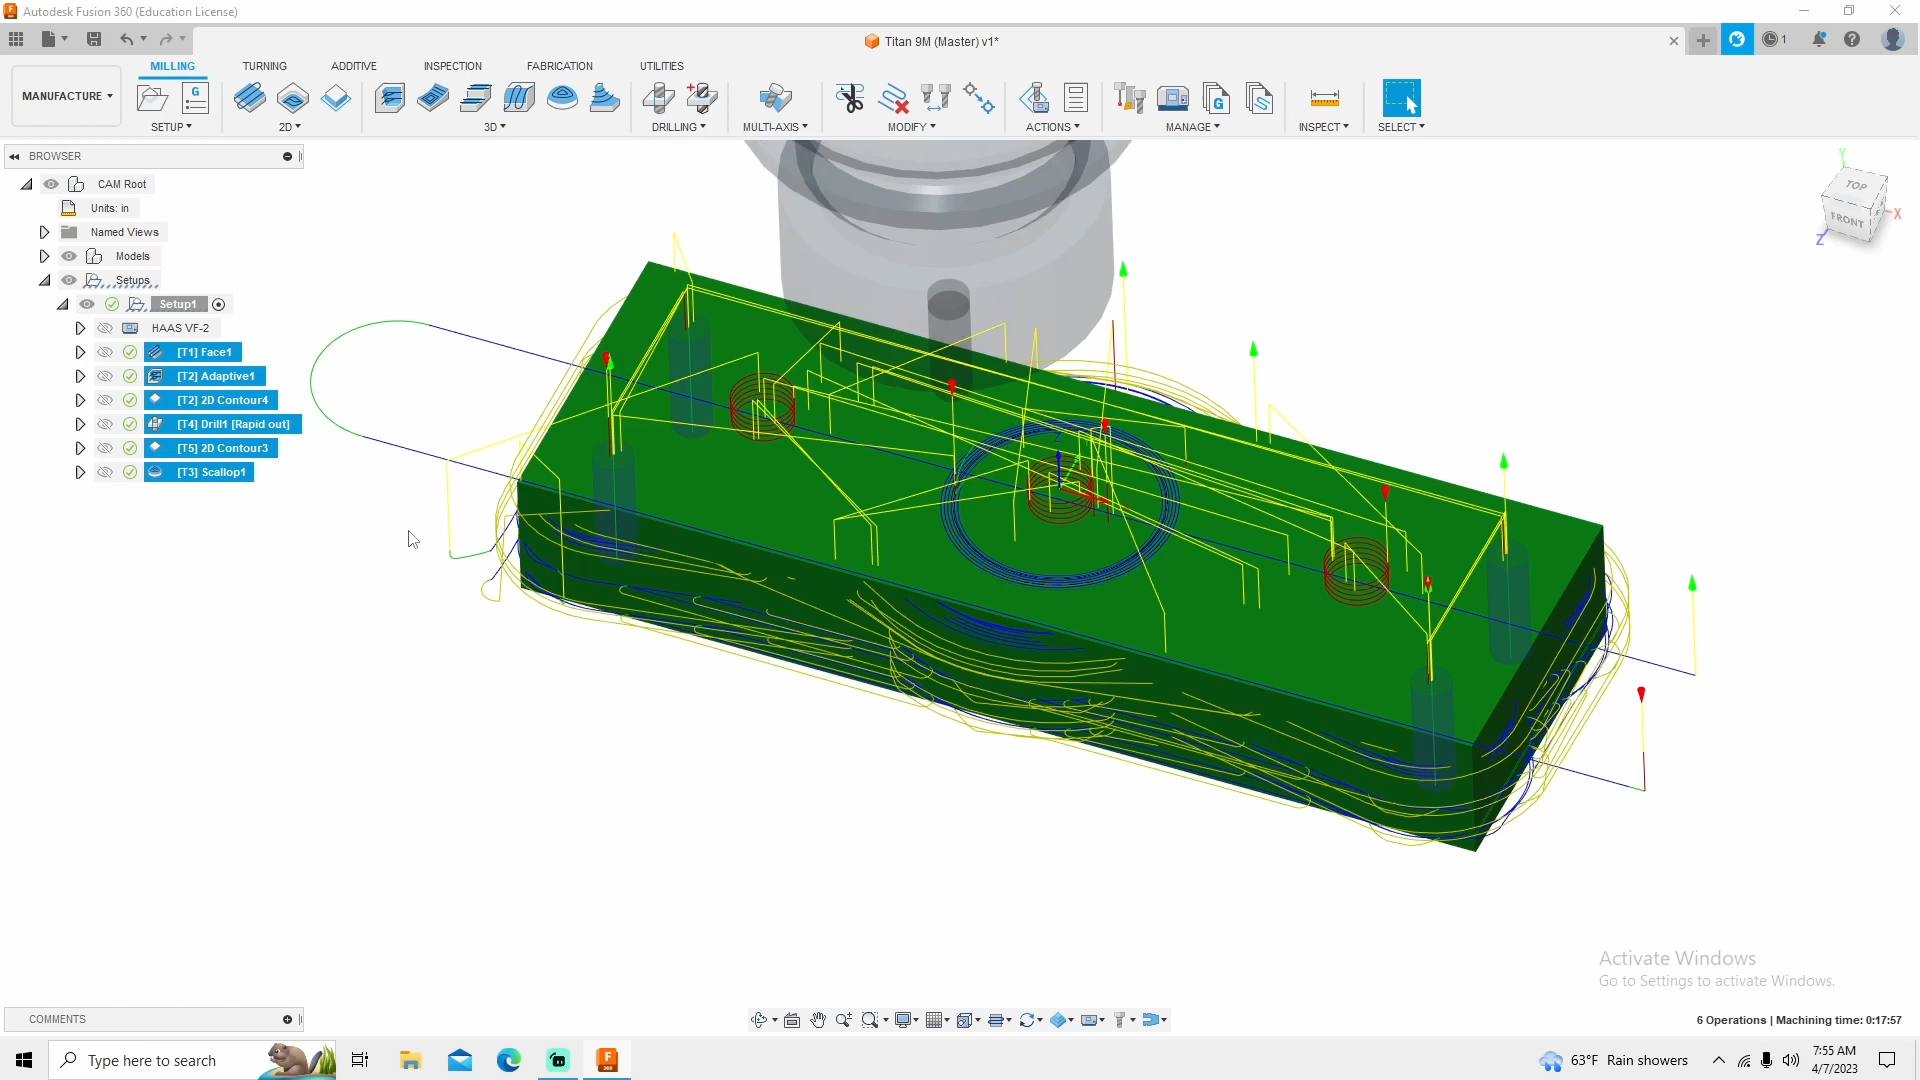 Autodesk Fusion 360 (Education License)
Titan 9M (Master) v1*
1
MANUFACTURE
MILLING
TURNING
ADDITIVE
INSPECTION
FABRICATION
UTILITIES
SETUP
2D
3D
DRILLING
MULTI-AXIS
MODIFY
ACTIONS
MANAGE
INSPECT
SELECT
BROWSER
CAM Root
Units: in
Named Views
Models
Setups
Setup1
HAAS VF-2
[T1] Face1
[T2] Adaptive1
[T2] 2D Contour4
[T4] Drill1 [Rapid out]
[T5] 2D Contour3
[T3] Scallop1
Y
TOP
FRONT
X
Z
Z
Activate Windows
Go to Settings to activate Windows.
COMMENTS
6 Operations | Machining time: 0:17:57
Type here to search
63°F Rain showers
7:55 AM
4/7/2023